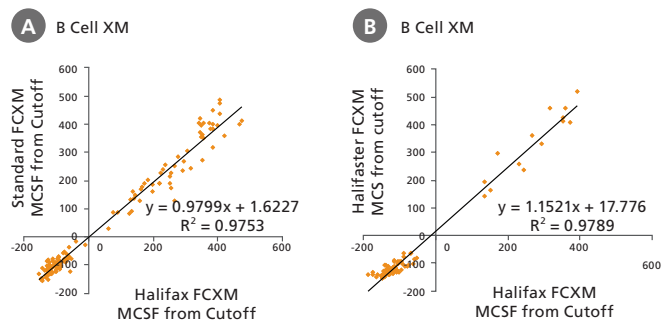 A B Cell XM
Standard FCXM
MCSF from Cutoff
600
500
400
300
200
100
0
-100
-200
-200
0
200
400
600
y = 0.9799x + 1.6227
R² = 0.9753
Halifax FCXM
MCSF from Cutoff
B B Cell XM
Halifaster FCXM
MCS from cutoff
600
500
400
300
200
100
0
-100
-200
-200
0
200
400
600
y = 1.1521x + 17.776
R² = 0.9789
Halifax FCXM
MCSF from Cutoff